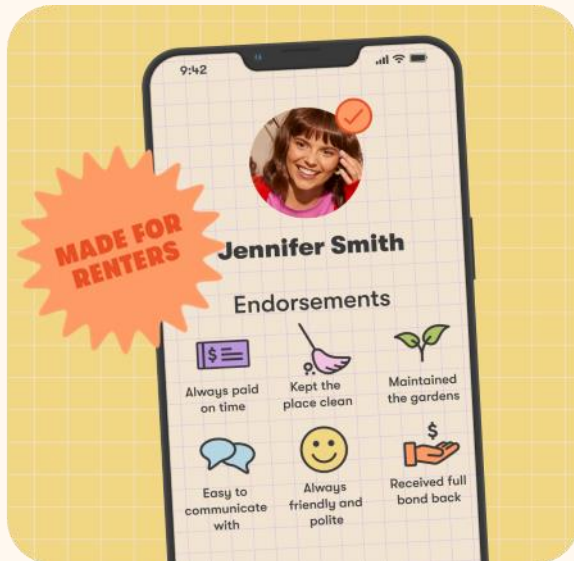 9:42
MADE FOR
RENTERS
Jennifer Smith
Endorsements
$
Always paid
on time
Kept the
place clean
Maintained
the gardens
$
Easy to
communicate
with
Always
friendly and
polite
Received full
bond back